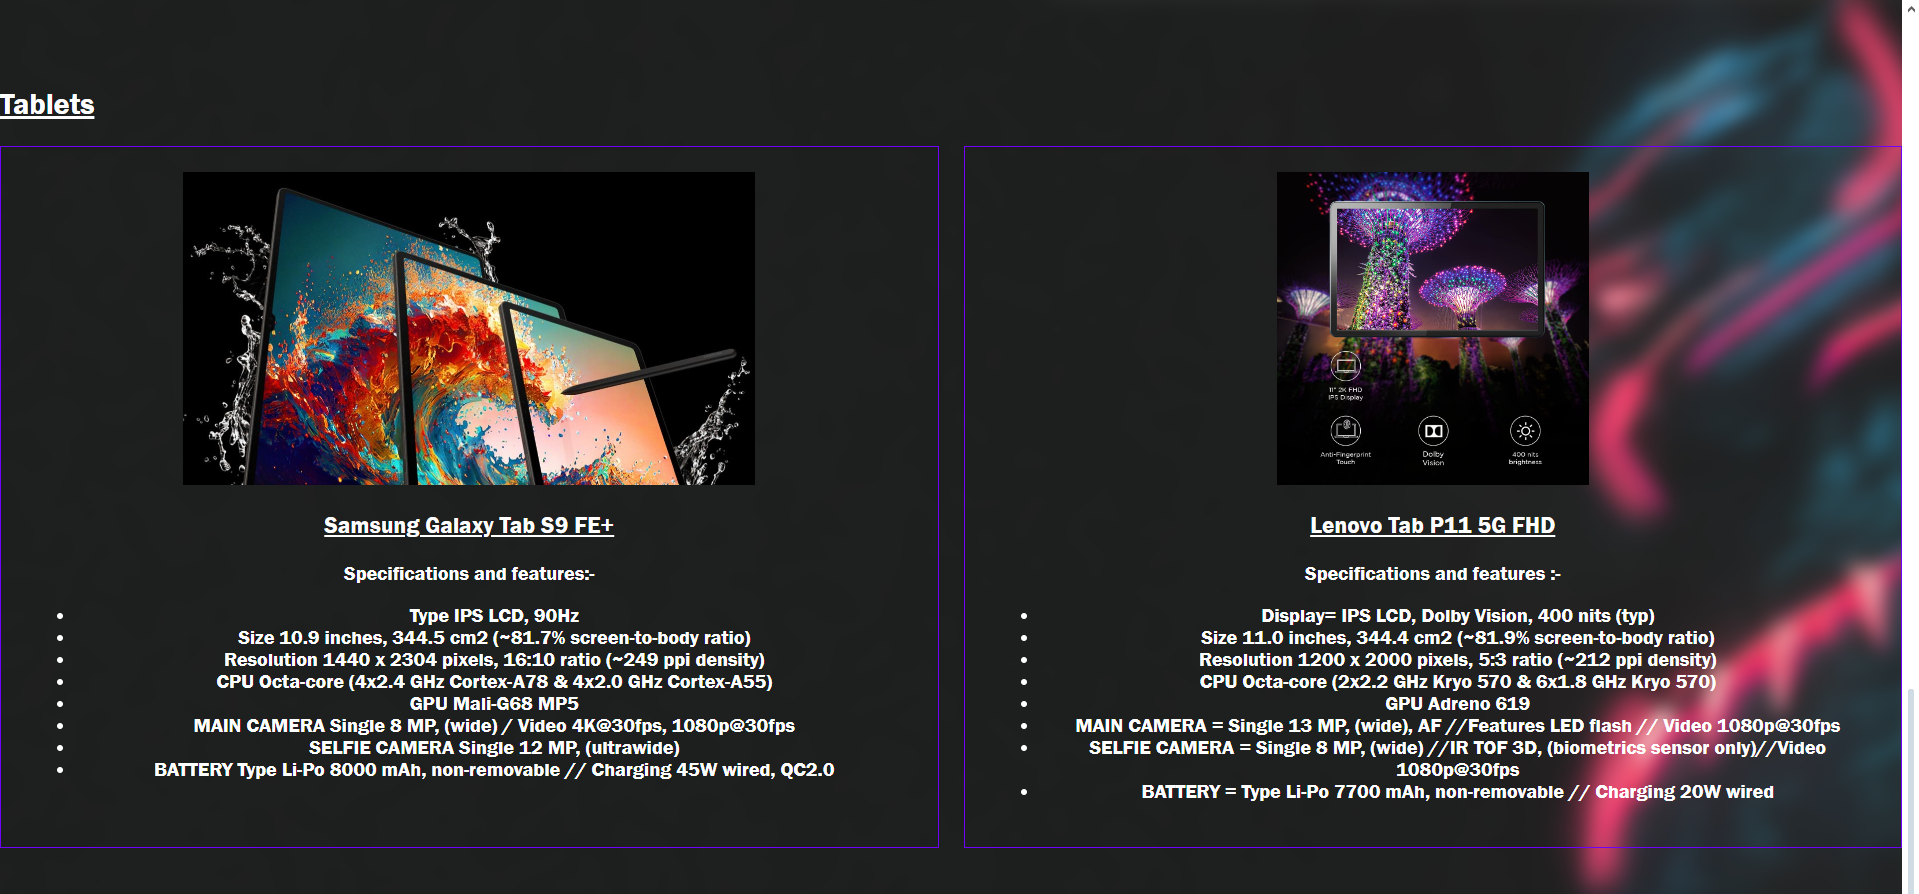 Tablets
11" 2K FHD
IPS Display
Anti-Fingerprint
Touch
Dolby
Vision
400 nits
brightness
Samsung Galaxy Tab S9 FE+
Specifications and features:-
Type IPS LCD, 90Hz
Size 10.9 inches, 344.5 cm2 (~81.7% screen-to-body ratio)
Resolution 1440 x 2304 pixels, 16:10 ratio (~249 ppi density)
CPU Octa-core (4x2.4 GHz Cortex-A78 & 4x2.0 GHz Cortex-A55)
GPU Mali-G68 MP5
MAIN CAMERA Single 8 MP, (wide) / Video 4K@30fps, 1080p@30fps
SELFIE CAMERA Single 12 MP, (ultrawide)
BATTERY Type Li-Po 8000 mAh, non-removable // Charging 45W wired, QC2.0
Lenovo Tab P11 5G FHD
Specifications and features :-
Display= IPS LCD, Dolby Vision, 400 nits (typ)
Size 11.0 inches, 344.4 cm2 (~81.9% screen-to-body ratio)
Resolution 1200 x 2000 pixels, 5:3 ratio (~212 ppi density)
CPU Octa-core (2x2.2 GHz Kryo 570 & 6x1.8 GHz Kryo 570)
GPU Adreno 619
MAIN CAMERA = Single 13 MP, (wide), AF //Features LED flash // Video 1080p@30fps
SELFIE CAMERA = Single 8 MP, (wide) //IR TOF 3D, (biometrics sensor only)//Video
1080p@30fps
BATTERY = Type Li-Po 7700 mAh, non-removable // Charging 20W wired